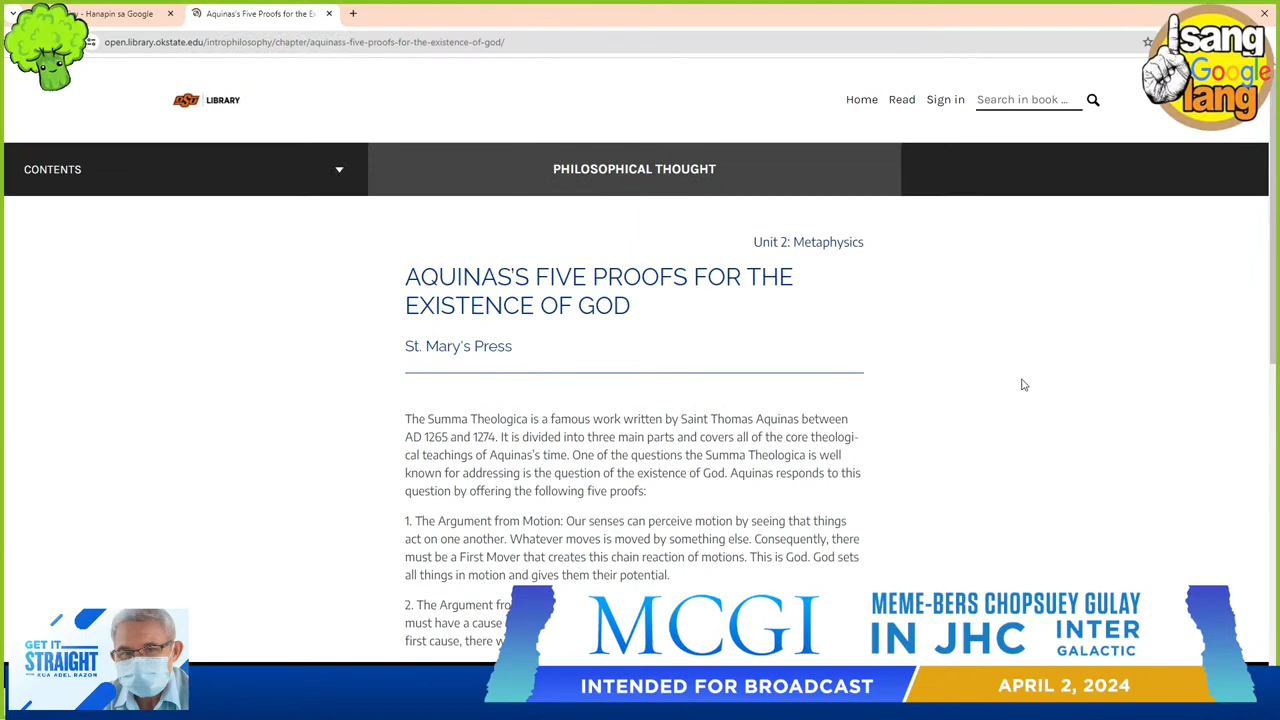 y - Hanapin sa Google
Aquinas's Five Proofs for the E
open.library.okstate.edu/introphilosophy/chapter/aquinass-five-proofs-for-the-existence-of-god/
isang
Google
lang
OSU LIBRARY
Home Read Sign in Search in book ...
CONTENTS
PHILOSOPHICAL THOUGHT
Unit 2: Metaphysics
AQUINAS'S FIVE PROOFS FOR THE
EXISTENCE OF GOD
St. Mary's Press
The Summa Theologica is a famous work written by Saint Thomas Aquinas between
AD 1265 and 1274. It is divided into three main parts and covers all of the core theologi-
cal teachings of Aquinas's time. One of the questions the Summa Theologica is well
known for addressing is the question of the existence of God. Aquinas responds to this
question by offering the following five proofs:
1. The Argument from Motion: Our senses can perceive motion by seeing that things
act on one another. Whatever moves is moved by something else. Consequently, there
must be a First Mover that creates this chain reaction of motions. This is God. God sets
all things in motion and gives them their potential.
2. The Argument fro
must have a cause
first cause, there w
GET IT
STRAIGHT
KUA ADEL RAZON
MCGI
MEME-BERS CHOPSUEY GULAY
IN JHC INTER
GALACTIC
INTENDED FOR BROADCAST
APRIL 2, 2024